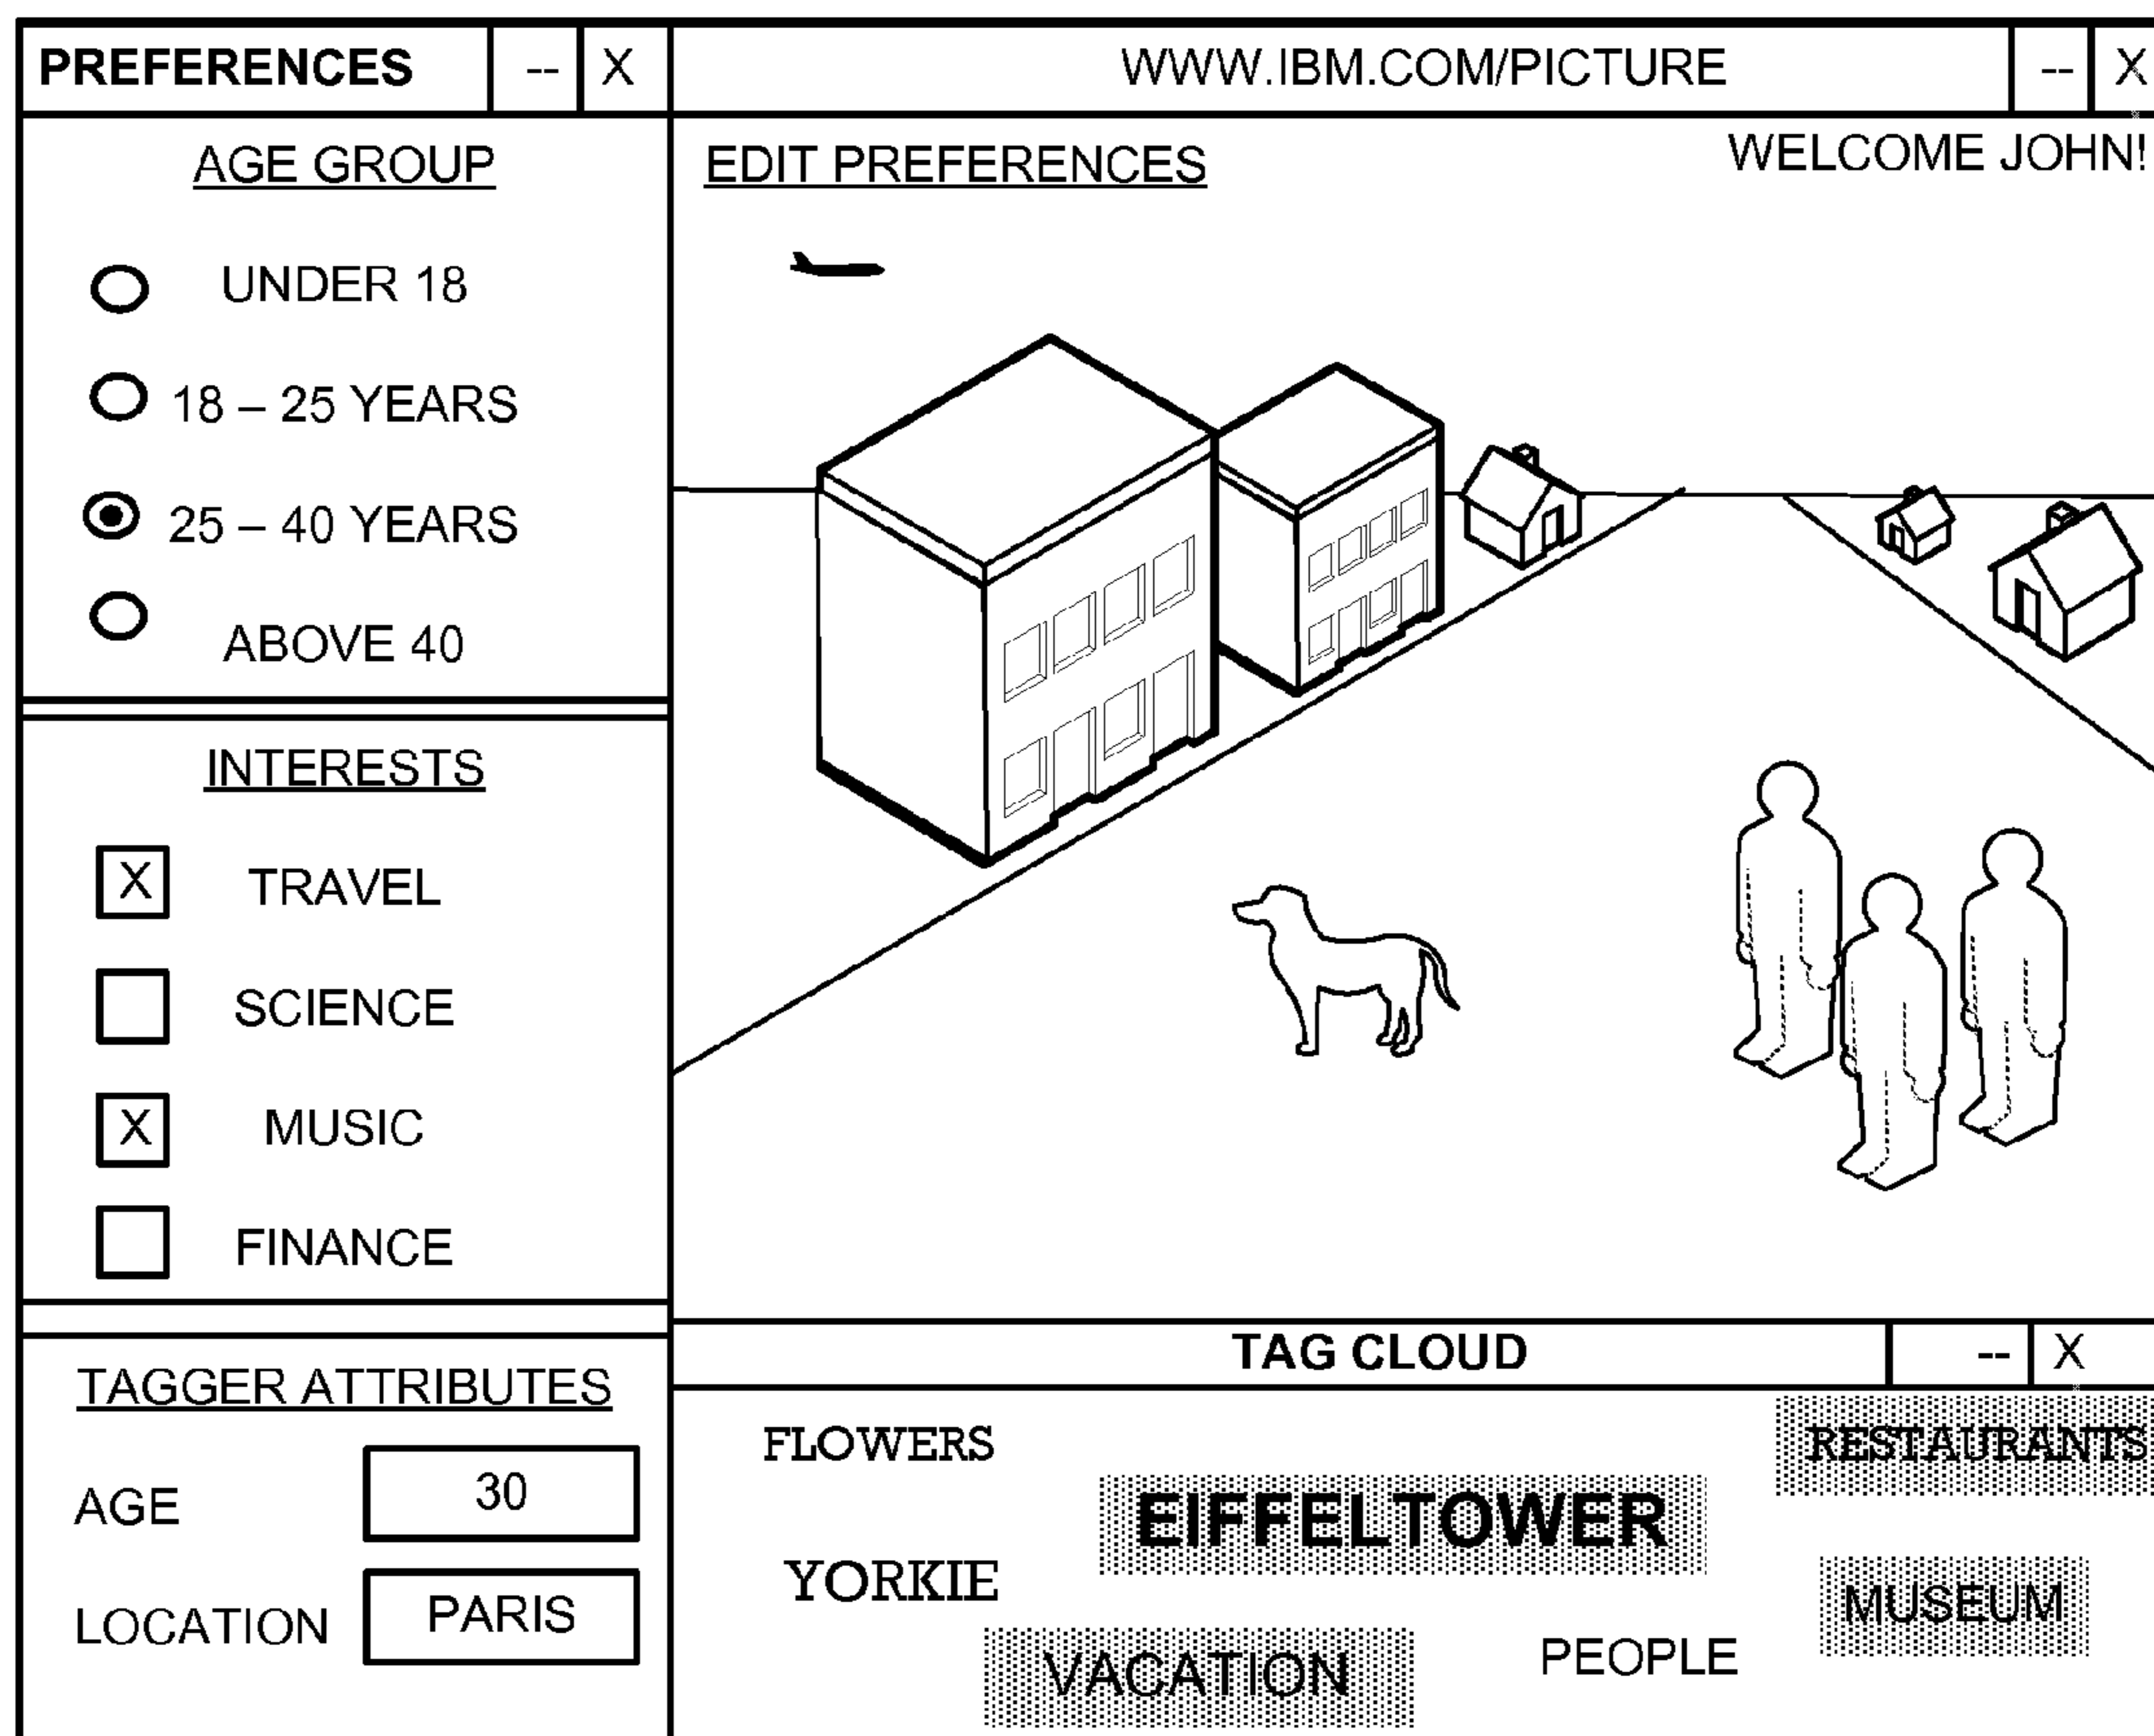 PREFERENCES -- X
AGE GROUP
UNDER 18
18 – 25 YEARS
25 – 40 YEARS
ABOVE 40
INTERESTS
X TRAVEL
SCIENCE
X MUSIC
FINANCE
TAGGER ATTRIBUTES
AGE 30
LOCATION PARIS
WWW.IBM.COM/PICTURE -- X
EDIT PREFERENCES
WELCOME JOHN!
TAG CLOUD -- X
FLOWERS
RESTAURANTS
EIFFELTOWER
YORKIE
MUSEUM
PEOPLE
VACATION